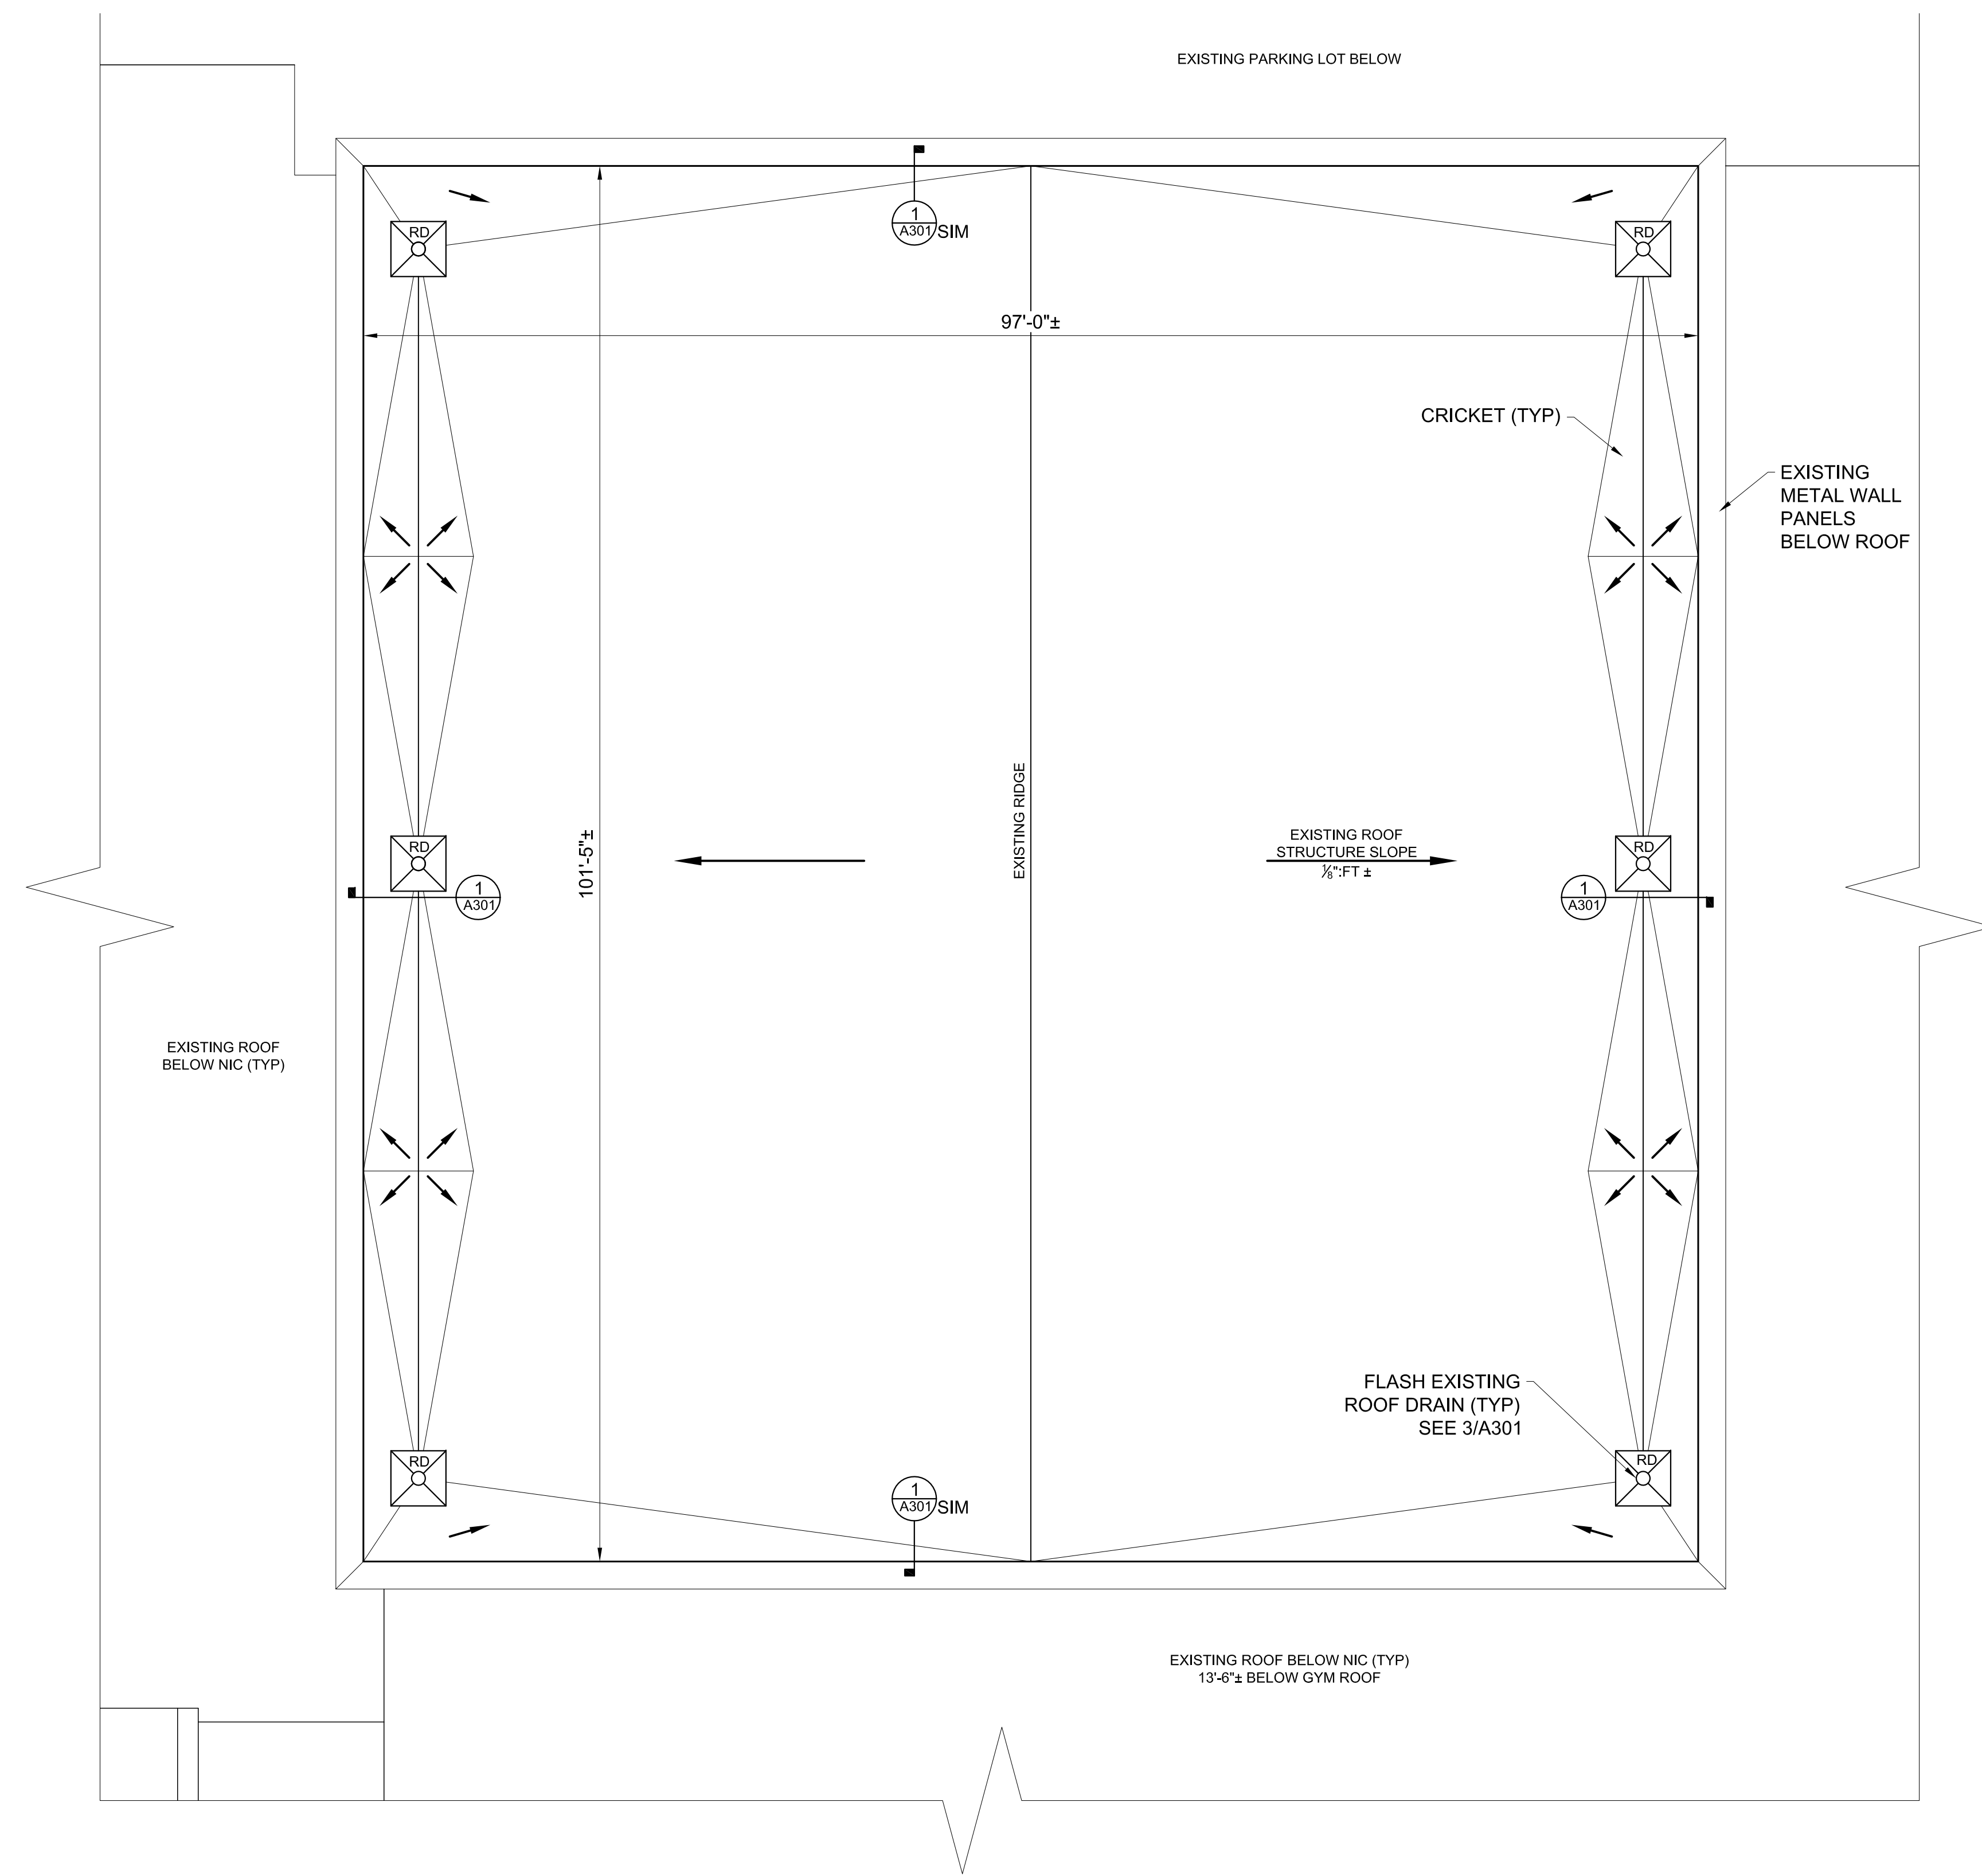 EXISTING PARKING LOT BELOW
1
A301
SIM
RD
RD
97'-0"±
CRICKET (TYP)
EXISTING
METAL WALL
PANELS
BELOW ROOF
EXISTING RIDGE
101'-5"±
EXISTING ROOF
STRUCTURE SLOPE
⅛":FT ±
RD
RD
1
A301
1
A301
EXISTING ROOF
BELOW NIC (TYP)
FLASH EXISTING
ROOF DRAIN (TYP)
SEE 3/A301
RD
RD
1
A301
SIM
EXISTING ROOF BELOW NIC (TYP)
13'-6"± BELOW GYM ROOF